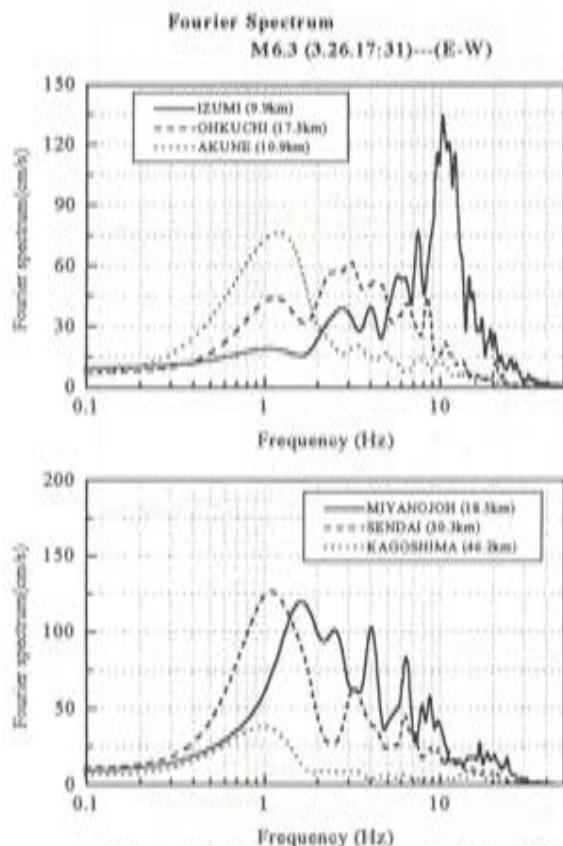 Fourier Spectrum
M6.3 (3.26.17:31)---(E-W)
150
120
90
60
30
0
Fourier spectrum(cm/s)
IZUMI (9.9km)
OHKUCHI (17.3km)
AKUNE (10.9km)
0.1
1
10
Frequency (Hz)
200
150
100
50
0
Fourier spectrum(cm/s)
MIYANOJOH (18.3km)
SENDAI (30.3km)
KAGOSHIMA (46.2km)
0.1
1
10
Frequency (Hz)